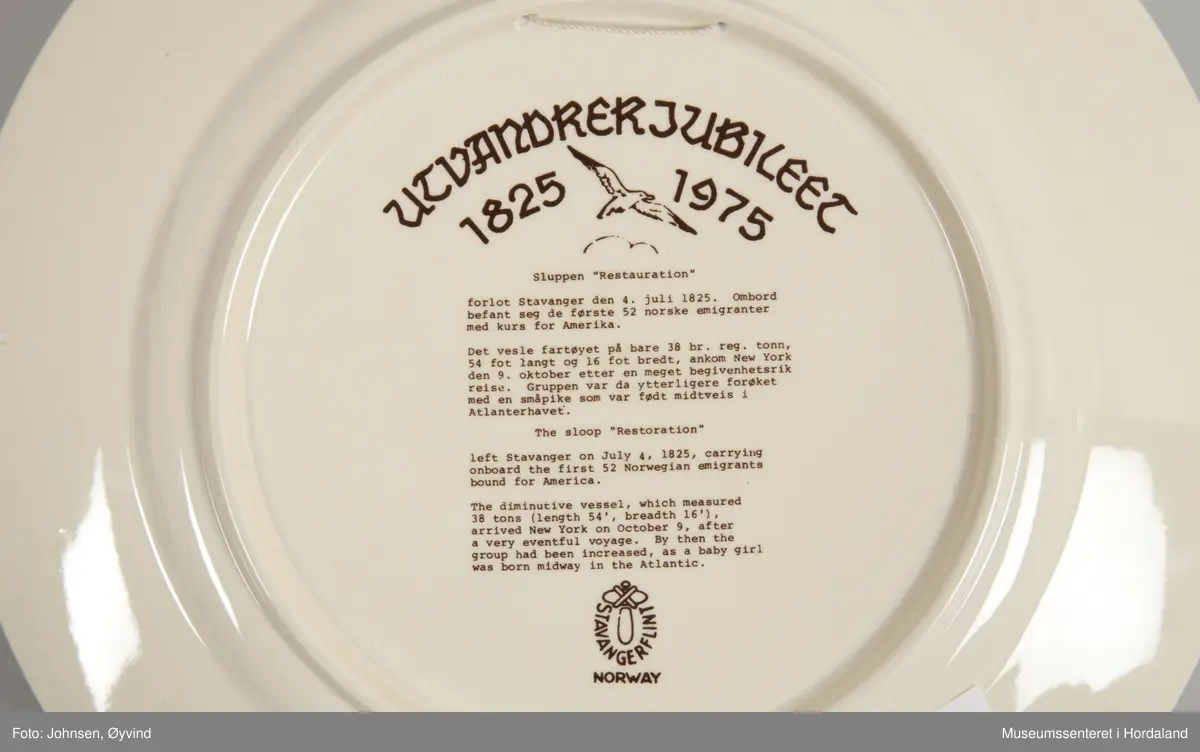 UTVANDRERJUBILEET
1825 1975
Sluppen "Restauration"
forlot Stavanger den 4. juli 1825. Ombord
befant seg de første 52 norske emigranter
med kurs for Amerika.
Det vesle fartøyet på bare 38 br. reg. tonn,
54 fot langt og 16 fot bredt, ankom New York
den 9. oktober etter en meget begivenhetsrik
reise. Gruppen var da ytterligere forøket
med en småpike som var født midtveis i
Atlanterhavet.
The sloop "Restoration"
left Stavanger on July 4, 1825, carrying
onboard the first 52 Norwegian emigrants
bound for America.
The diminutive vessel, which measured
38 tons (length 54', breadth 16'),
arrived New York on October 9, after
a very eventful voyage. By then the
group had been increased, as a baby girl
was born midway in the Atlantic.
STAVANGERFLINT
NORWAY
Foto: Johnsen, Øyvind
Museumssenteret i Hordaland